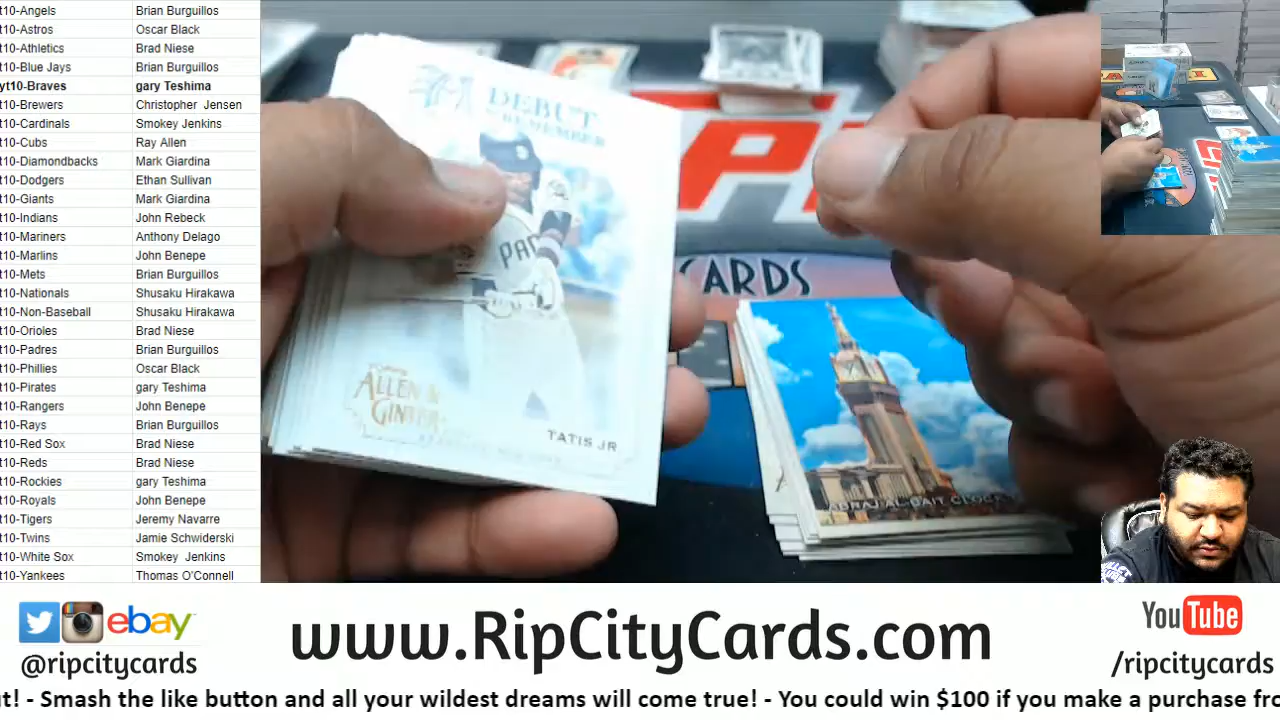 t10-Angels Brian Burguillos
t10-Astros Oscar Black
t10-Athletics Brad Niese
t10-Blue Jays Brian Burguillos
yt10-Braves gary Teshima
t10-Brewers Christopher Jensen
t10-Cardinals Smokey Jenkins
t10-Cubs Ray Allen
t10-Diamondbacks Mark Giardina
t10-Dodgers Ethan Sullivan
t10-Giants Mark Giardina
t10-Indians John Rebeck
t10-Mariners Anthony Delago
t10-Marlins John Benepe
t10-Mets Brian Burguillos
t10-Nationals Shusaku Hirakawa
t10-Non-Baseball Shusaku Hirakawa
t10-Orioles Brad Niese
t10-Padres Brian Burguillos
t10-Phillies Oscar Black
t10-Pirates gary Teshima
t10-Rangers John Benepe
t10-Rays Brian Burguillos
t10-Red Sox Brad Niese
t10-Reds Brad Niese
t10-Rockies gary Teshima
t10-Royals John Benepe
t10-Tigers Jeremy Navarre
t10-Twins Jamie Schwiderski
t10-White Sox Smokey Jenkins
t10-Yankees Thomas O'Connell
DEBUT
REMEMBER
PAD
ALLEN &
GINTER
TATIS JR
CARDS
ABRAJ AL BAIT CLOCK
ebay
@ripcitycards
www.RipCityCards.com
YouTube
/ripcitycards
t! - Smash the like button and all your wildest dreams will come true! - You could win $100 if you make a purchase fro